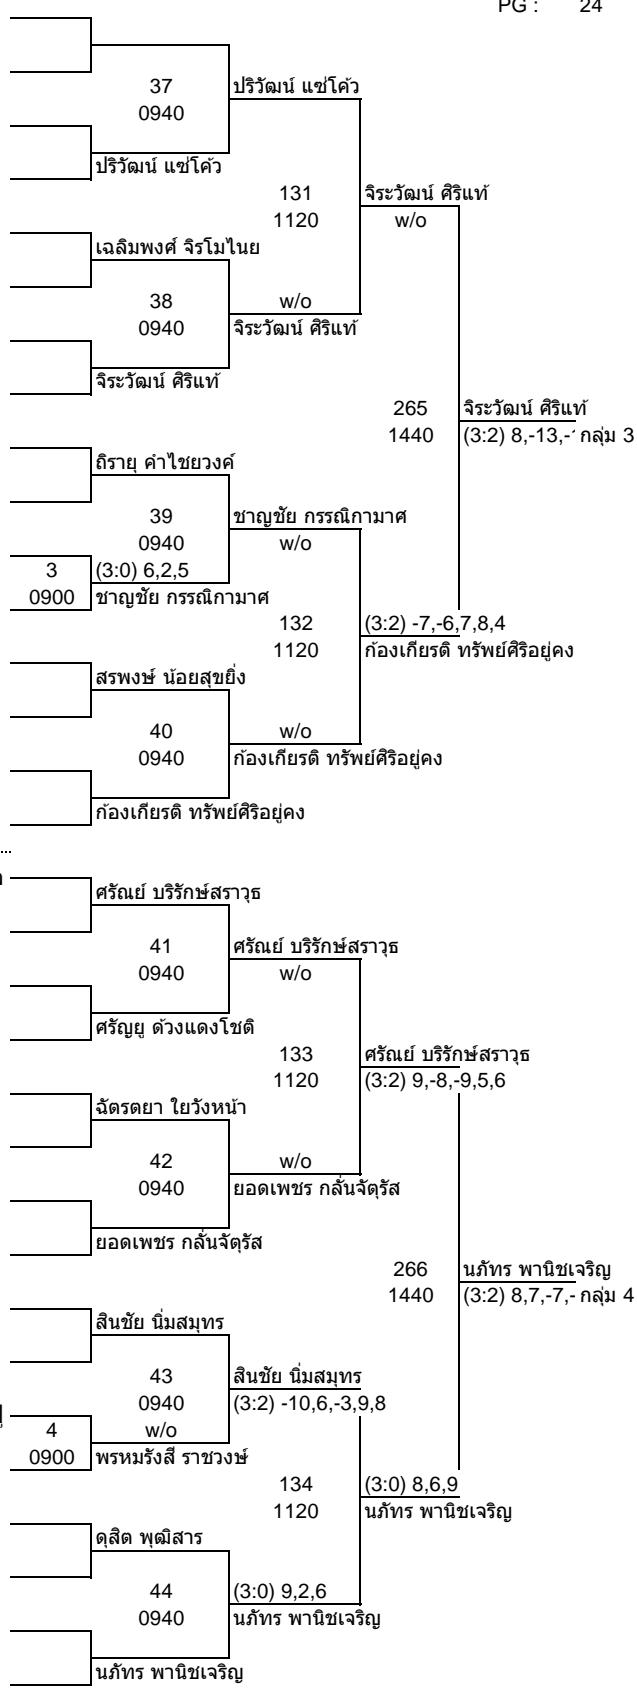 PG : 24
37
ปริวัฒน์ แซ่โค้ว
0940
ปริวัฒน์ แซ่โค้ว
131
จิระวัฒน์ ศิริแท้
1120
w/o
เฉลิมพงศ์ จิรโมไนย
38
w/o
0940
จิระวัฒน์ ศิริแท้
จิระวัฒน์ ศิริแท้
265
จิระวัฒน์ ศิริแท้
1440
(3:2) 8,-13,- กลุ่ม 3
ถิรายุ คำไชยวงค์
39
ชาญชัย กรรณิกามาศ
0940
w/o
3
(3:0) 6,2,5
0900
ชาญชัย กรรณิกามาศ
132
(3:2) -7,-6,7,8,4
1120
ก้องเกียรติ ทรัพย์ศิริอยู่คง
สรพงษ์ น้อยสุขยิ่ง
40
w/o
0940
ก้องเกียรติ ทรัพย์ศิริอยู่คง
ก้องเกียรติ ทรัพย์ศิริอยู่คง
ศรัณย์ บริรักษ์สราวุธ
41
ศรัณย์ บริรักษ์สราวุธ
0940
w/o
ศรัญยู ด้วงแดงโชติ
133
ศรัณย์ บริรักษ์สราวุธ
1120
(3:2) 9,-8,-9,5,6
ฉัตรตยา ใยวังหน้า
42
w/o
0940
ยอดเพชร กลั่นจัตุรัส
ยอดเพชร กลั่นจัตุรัส
266
นภัทร พานิชเจริญ
1440
(3:2) 8,7,-7,- กลุ่ม 4
สินชัย นิ่มสมุทร
43
สินชัย นิ่มสมุทร
0940
(3:2) -10,6,-3,9,8
4
w/o
0900
พรหมรังสี ราชวงษ์
134
(3:0) 8,6,9
1120
นภัทร พานิชเจริญ
ดุสิต พุฒิสาร
44
(3:0) 9,2,6
0940
นภัทร พานิชเจริญ
นภัทร พานิชเจริญ